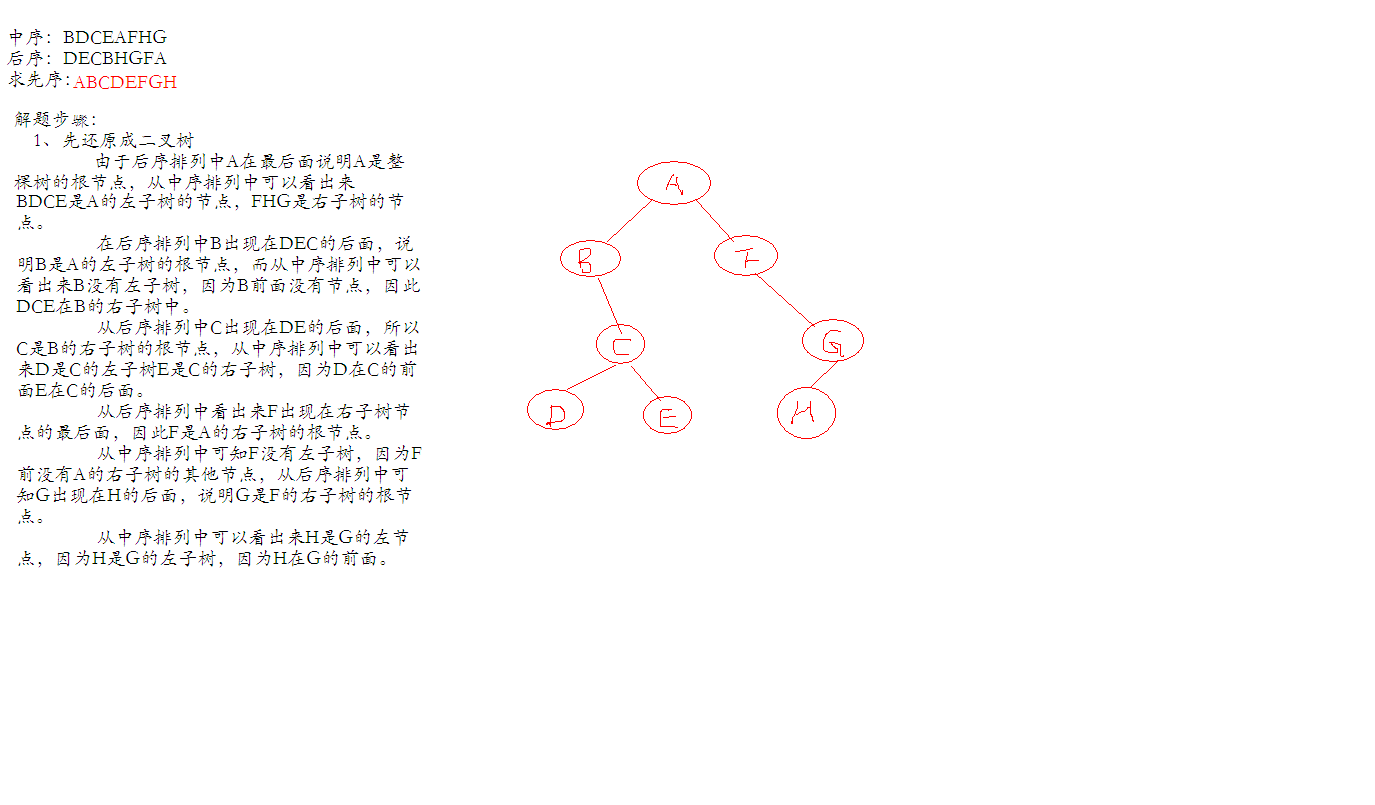 中序：BDCEAFHG
后序：DECBHGFA
求先序：ABCDEFGH
解题步骤：
1、先还原成二叉树
由于后序排列中A在最后面说明A是整
棵树的根节点，从中序排列中可以看出来
BDCE是A的左子树的节点，FHG是右子树的节
点。
在后序排列中B出现在DEC的后面，说
明B是A的左子树的根节点，而从中序排列中可以
看出来B没有左子树，因为B前面没有节点，因此
DCE在B的右子树中。
从后序排列中C出现在DE的后面，所以
C是B的右子树的根节点，从中序排列中可以看出
来D是C的左子树E是C的右子树，因为D在C的前
面E在C的后面。
从后序排列中看出来F出现在右子树节
点的最后面，因此F是A的右子树的根节点。
从中序排列中可知F没有左子树，因为F
前没有A的右子树的其他节点，从后序排列中可
知G出现在H的后面，说明G是F的右子树的根节
点。
从中序排列中可以看出来H是G的左节
点，因为H是G的左子树，因为H在G的前面。
A
B
F
C
G
D
E
H